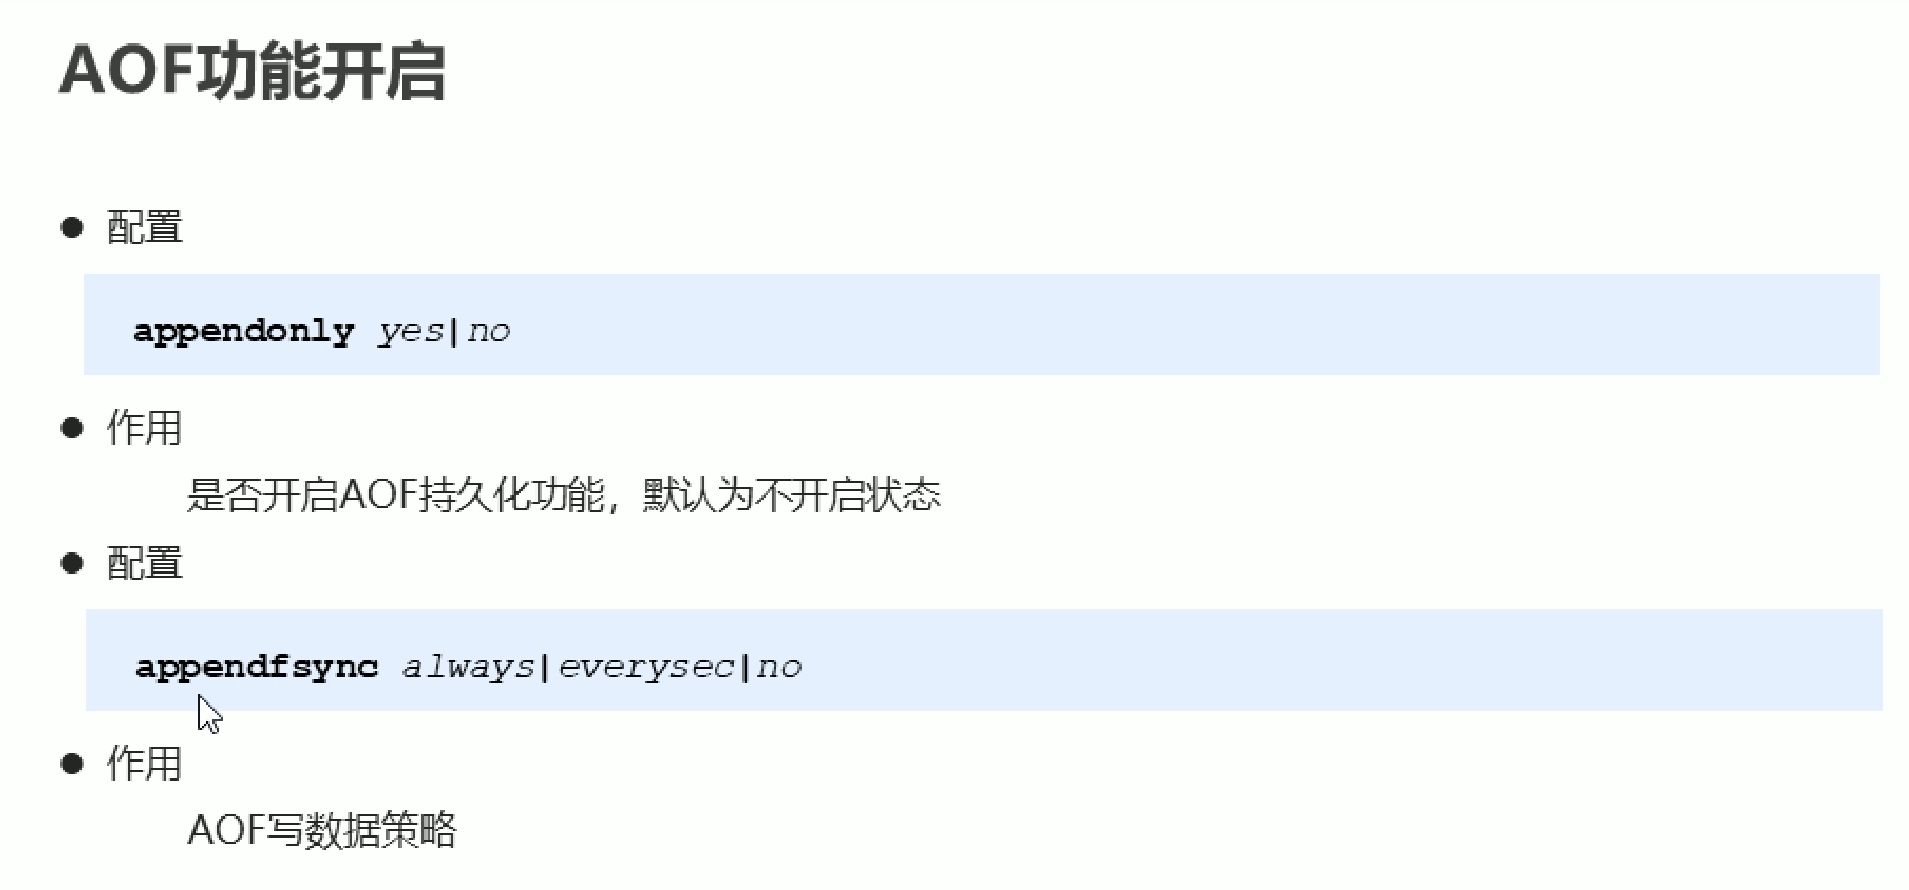 AOF功能开启
● 配置
appendonly yes|no
● 作用
是否开启AOF持久化功能，默认为不开启状态
● 配置
appendfsync always|everysec|no
● 作用
AOF写数据策略